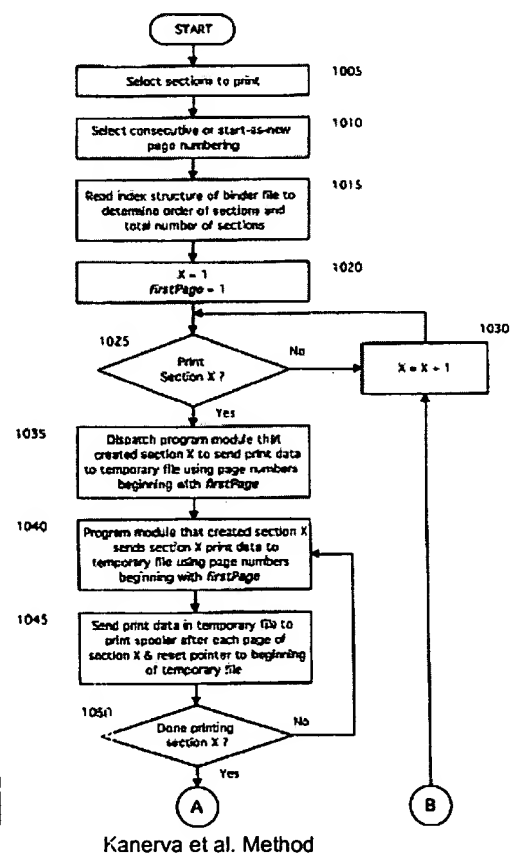 START
Select sections to print
1005
Select consecutive or start-as-new
page numbering
1010
Read index structure of binder file to
determine order of sections and
total number of sections
1015
X = 1
firstPage = 1
1020
1025
Print
Section X ?
No
Yes
1030
X = X + 1
1035
Dispatch program module that
created section X to send print data
to temporary file using page numbers
beginning with firstPage
1040
Program module that created section X
sends section X print data to
temporary file using page numbers
beginning with firstPage
1045
Send print data in temporary file to
print spooler after each page of
section X & reset pointer to beginning
of temporary file
1050
Done printing
section X ?
No
Yes
A
B
Kanerva et al. Method